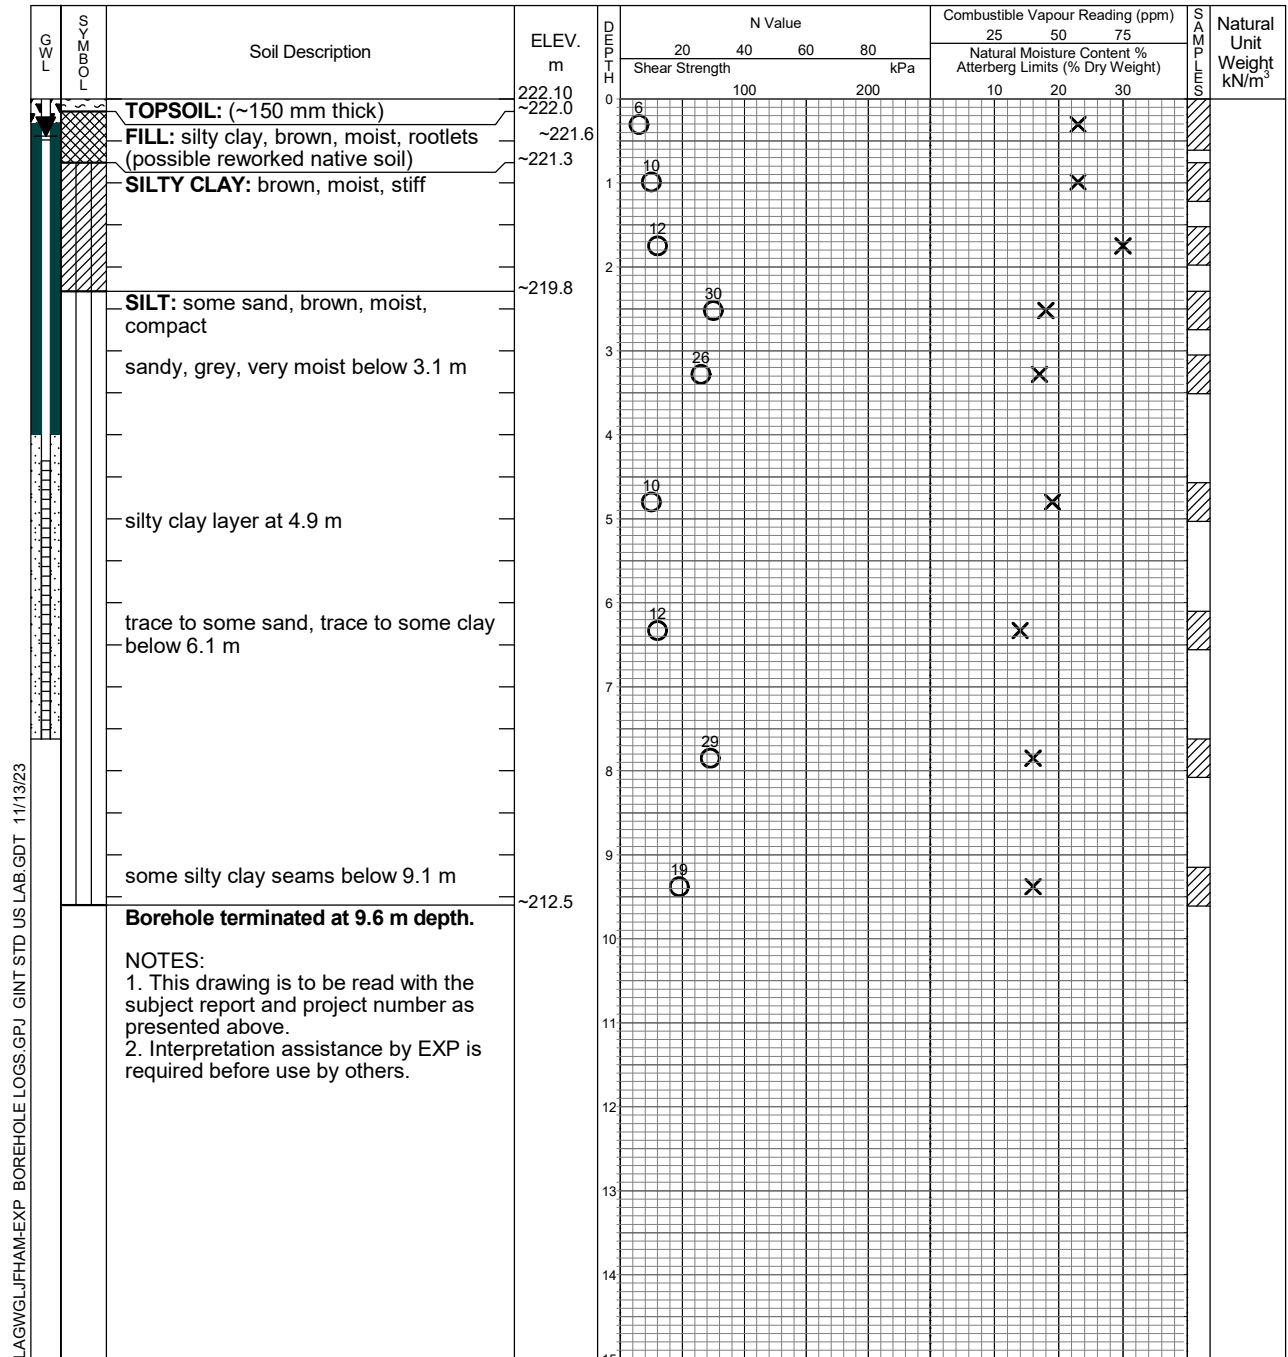 GWL
SYMBOL
Soil Description
ELEV.
m
DEPTH
N Value
20 40 60 80
Shear Strength kPa
100 200
Combustible Vapour Reading (ppm)
25 50 75
Natural Moisture Content %
Atterberg Limits (% Dry Weight)
10 20 30
SAMPLES
Natural
Unit
Weight
kN/m³
222.10
0
TOPSOIL: (~150 mm thick)
~222.0
6
FILL: silty clay, brown, moist, rootlets
~221.6
(possible reworked native soil)
~221.3
10
SILTY CLAY: brown, moist, stiff
1
12
2
~219.8
SILT: some sand, brown, moist,
30
compact
3
sandy, grey, very moist below 3.1 m
26
4
10
silty clay layer at 4.9 m
5
6
trace to some sand, trace to some clay
12
below 6.1 m
7
29
8
9
some silty clay seams below 9.1 m
19
~212.5
Borehole terminated at 9.6 m depth.
10
NOTES:
1. This drawing is to be read with the
subject report and project number as
presented above.
11
2. Interpretation assistance by EXP is
required before use by others.
12
13
14
15
LAGWGLJFHAM-EXP BOREHOLE LOGS.GPJ GINT STD US LAB.GDT 11/13/23